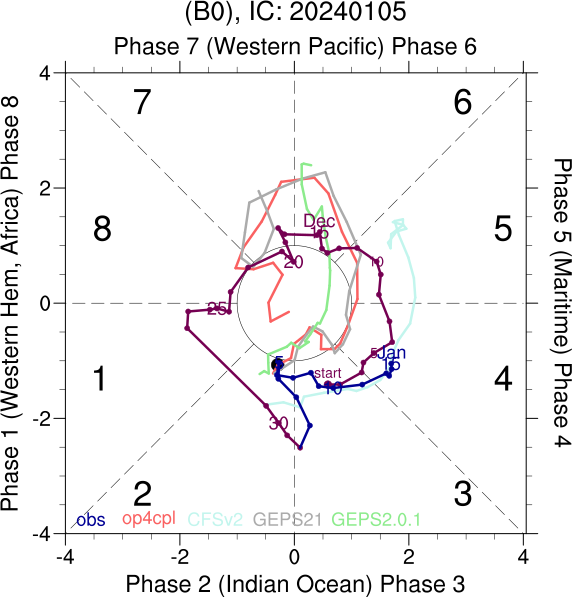 (B0), IC: 20240105
Phase 7 (Western Pacific) Phase 6
Phase 1 (Western Hem, Africa) Phase 8
Phase 5 (Maritime) Phase 4
4
2
0
-2
-4
7
6
8
5
1
4
2
3
Dec
15
10
20
25
5
5
Jan
15
start
10
30
obs op4cpl CFSv2 GEPS21 GEPS2.0.1
-4 -2 0 2 4
Phase 2 (Indian Ocean) Phase 3